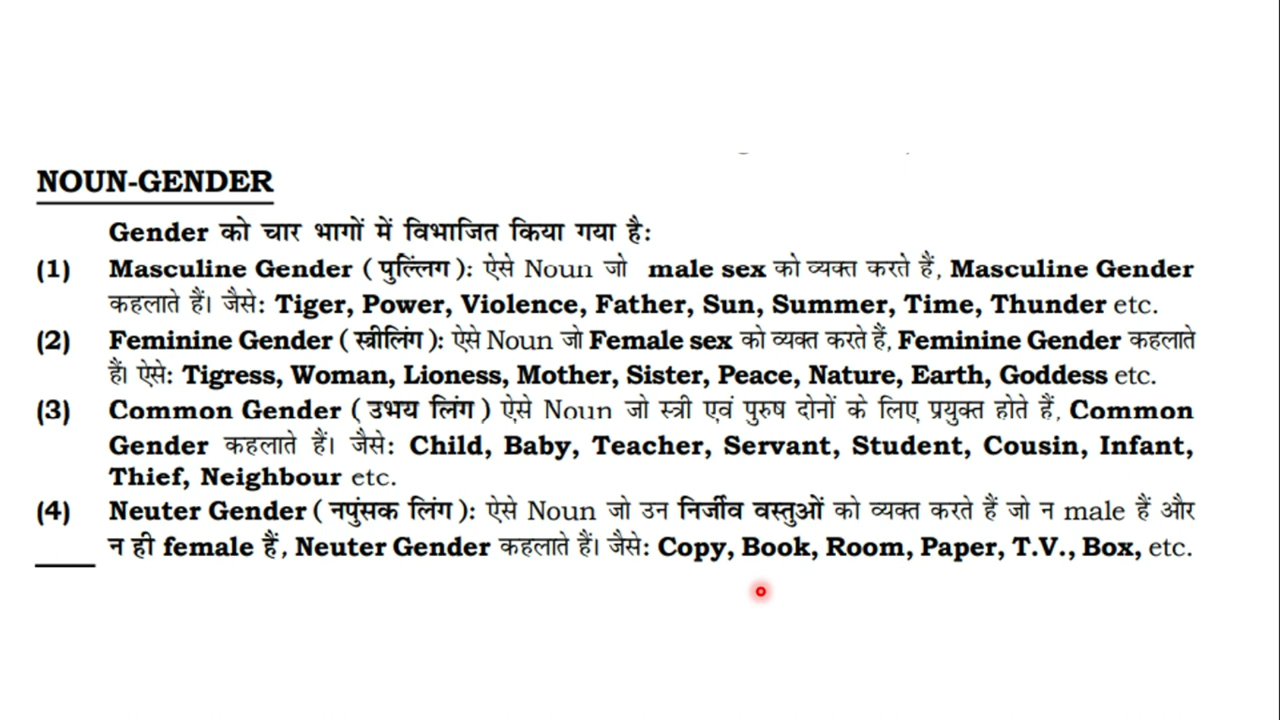 NOUN-GENDER
Gender को चार भागों में विभाजित किया गया है:
(1) Masculine Gender ( पुल्लिंग ): ऐसे Noun जो male sex को व्यक्त करते हैं, Masculine Gender
कहलाते हैं। जैसे: Tiger, Power, Violence, Father, Sun, Summer, Time, Thunder etc.
(2) Feminine Gender ( स्त्रीलिंग ): ऐसे Noun जो Female sex को व्यक्त करते हैं, Feminine Gender कहलाते
हैं। ऐसे: Tigress, Woman, Lioness, Mother, Sister, Peace, Nature, Earth, Goddess etc.
(3) Common Gender ( उभय लिंग ) ऐसे Noun जो स्त्री एवं पुरुष दोनों के लिए प्रयुक्त होते हैं, Common
Gender कहलाते हैं। जैसे: Child, Baby, Teacher, Servant, Student, Cousin, Infant,
Thief, Neighbour etc.
(4) Neuter Gender ( नपुंसक लिंग ): ऐसे Noun जो उन निर्जीव वस्तुओं को व्यक्त करते हैं जो न male हैं और
न ही female हैं, Neuter Gender कहलाते हैं। जैसे: Copy, Book, Room, Paper, T.V., Box, etc.